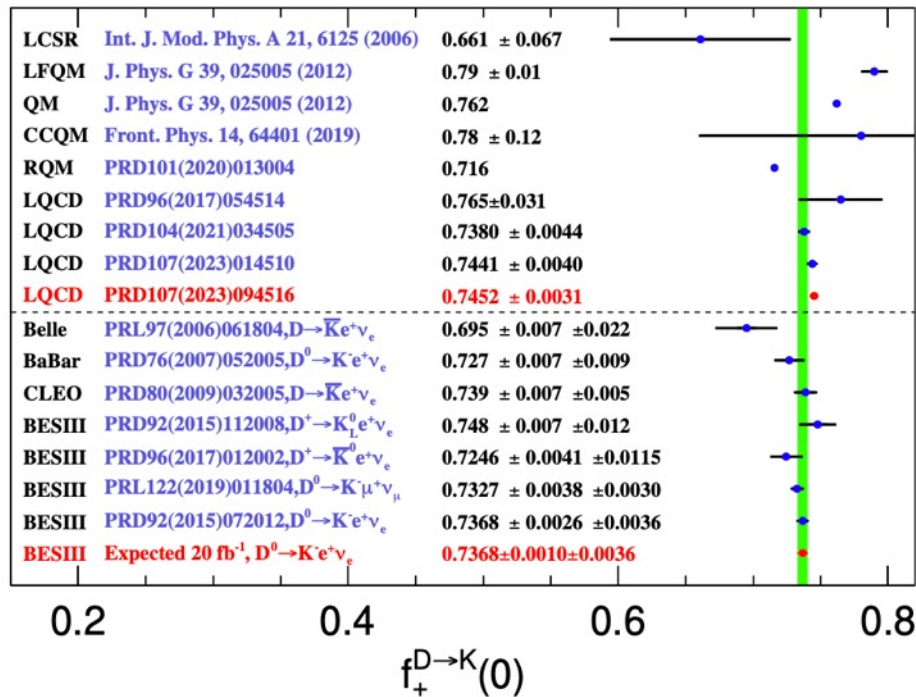 LCSR Int. J. Mod. Phys. A 21, 6125 (2006) 0.661 ± 0.067
LFQM J. Phys. G 39, 025005 (2012) 0.79 ± 0.01
QM J. Phys. G 39, 025005 (2012) 0.762
CCQM Front. Phys. 14, 64401 (2019) 0.78 ± 0.12
RQM PRD101(2020)013004 0.716
LQCD PRD96(2017)054514 0.765±0.031
LQCD PRD104(2021)034505 0.7380 ± 0.0044
LQCD PRD107(2023)014510 0.7441 ± 0.0040
LQCD PRD107(2023)094516 0.7452 ± 0.0031
Belle PRL97(2006)061804,D→K̅e⁺νₑ 0.695 ± 0.007 ±0.022
BaBar PRD76(2007)052005,D⁰→K⁻e⁺νₑ 0.727 ± 0.007 ±0.009
CLEO PRD80(2009)032005,D→K̅e⁺νₑ 0.739 ± 0.007 ±0.005
BESIII PRD92(2015)112008,D⁺→K⁰_L e⁺νₑ 0.748 ± 0.007 ±0.012
BESIII PRD96(2017)012002,D⁺→K̅⁰e⁺νₑ 0.7246 ± 0.0041 ±0.0115
BESIII PRL122(2019)011804,D⁰→K⁻μ⁺ν_μ 0.7327 ± 0.0038 ±0.0030
BESIII PRD92(2015)072012,D⁰→K⁻e⁺νₑ 0.7368 ± 0.0026 ±0.0036
BESIII Expected 20 fb⁻¹, D⁰→K⁻e⁺νₑ 0.7368±0.0010±0.0036
0.2 0.4 0.6 0.8
f₊^{D→K}(0)